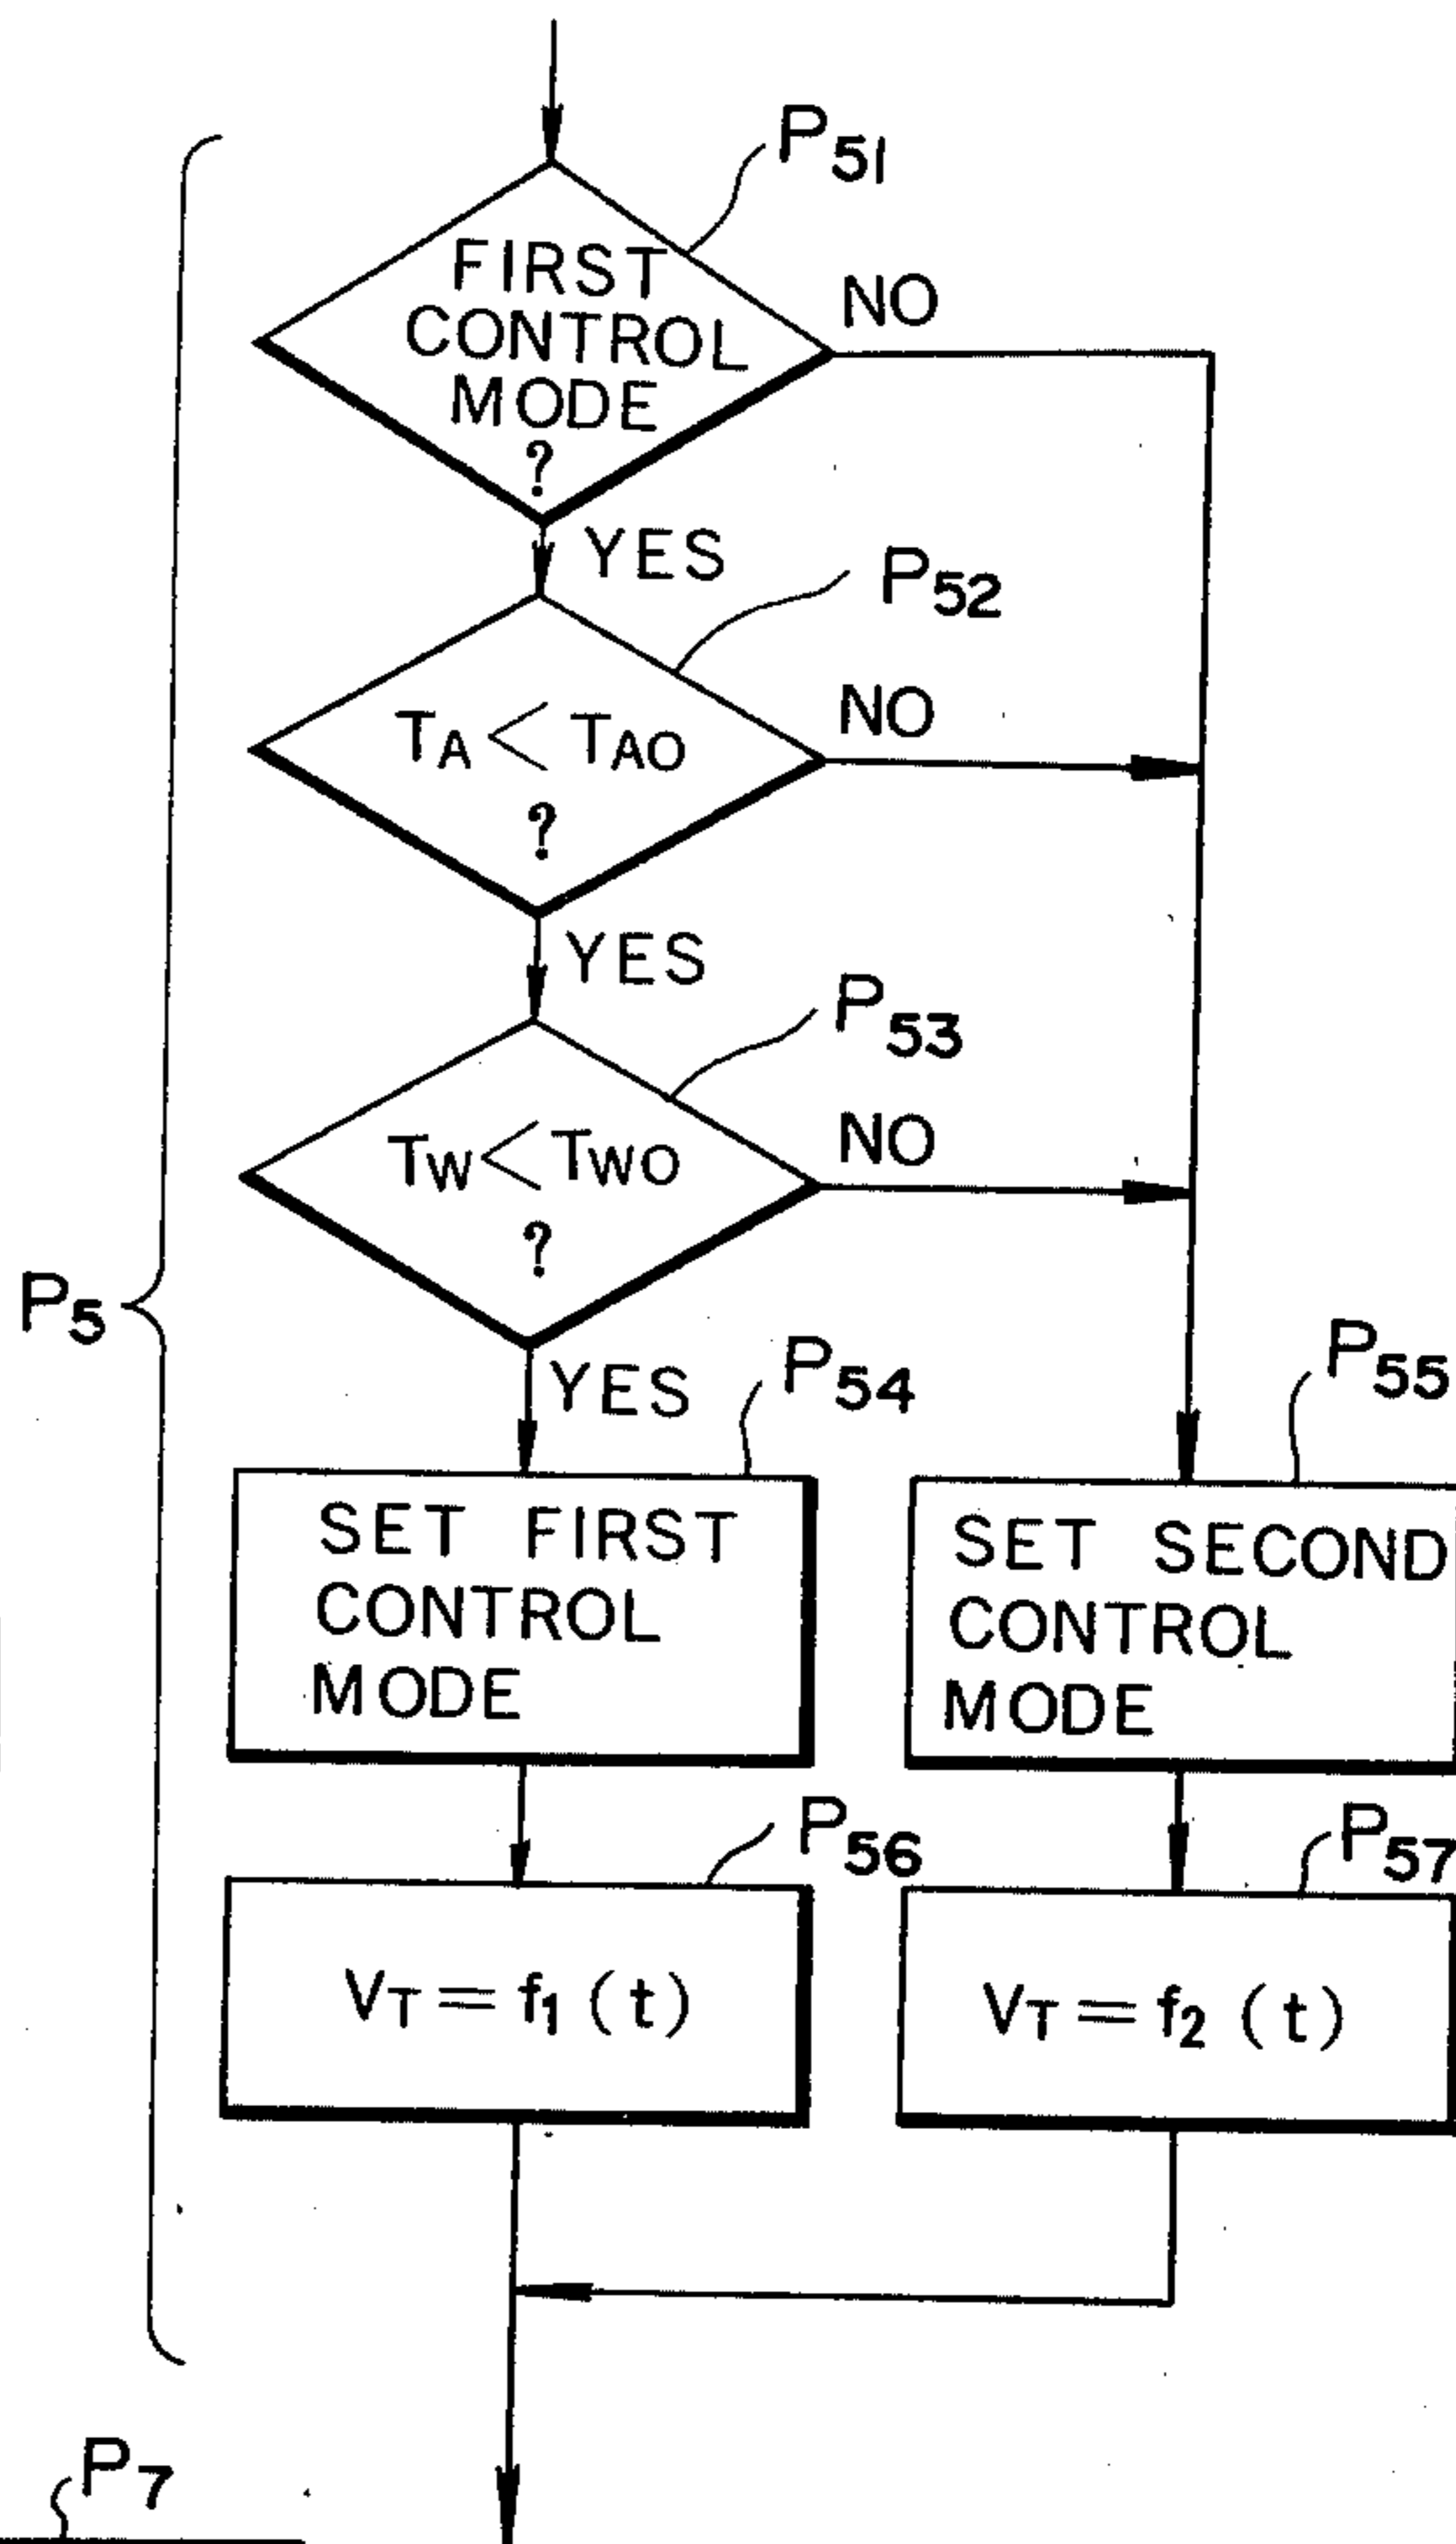 P51
FIRST
CONTROL
MODE
?
NO
YES
P52
TA < TAO
?
NO
YES
P53
TW < TWO
?
NO
P5
YES
P54
P55
SET FIRST
CONTROL
MODE
SET SECOND
CONTROL
MODE
P56
P57
VT = f1 (t)
VT = f2 (t)
P7